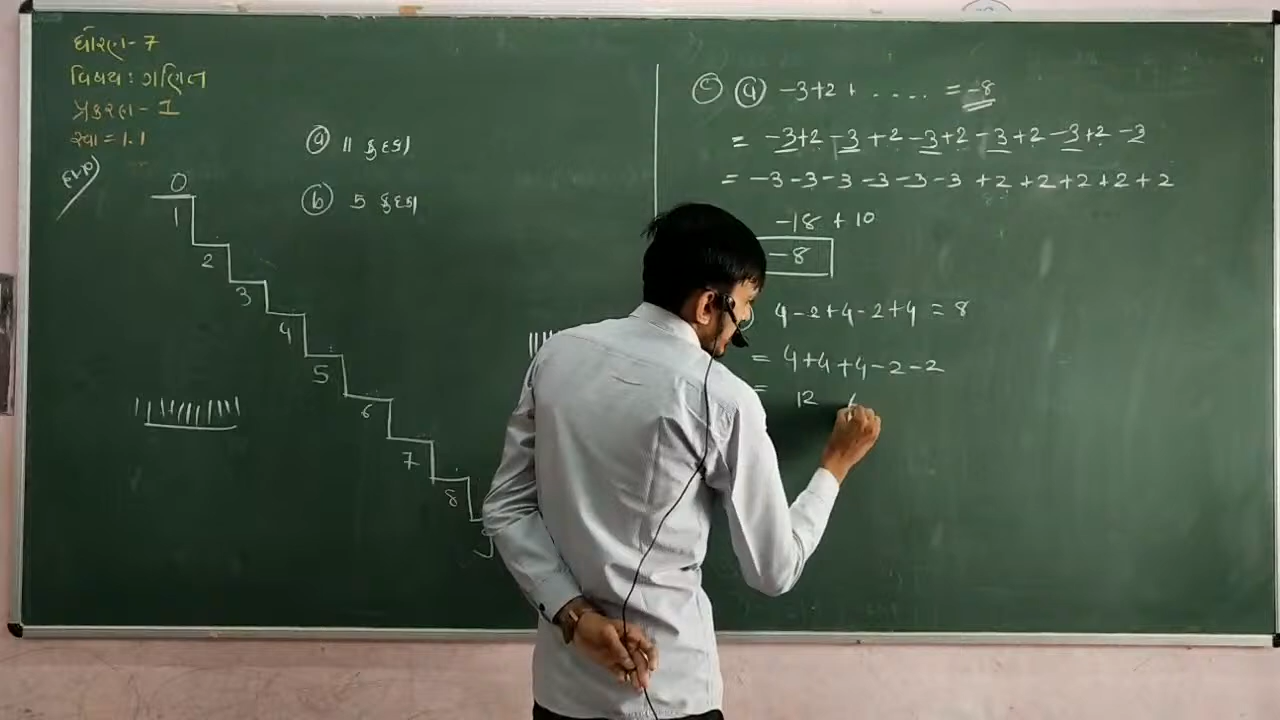 ધોરણ-7
વિષય: ગણિત
પ્રકરણ-1
સ્વા = 1.1
0
1
2
3
4
5
6
7
8
9
ⓐ 11 કુદકા
ⓑ 5 કુદકા
ⓒ ⓐ -3+2+ . . . . = -8
= -3+2 -3+2 -3+2 -3+2 -3+2 -3
= -3-3-3-3-3-3 +2+2+2+2+2
-18 + 10
-8
4-2+4-2+4 = 8
= 4+4+4-2-2
= 12